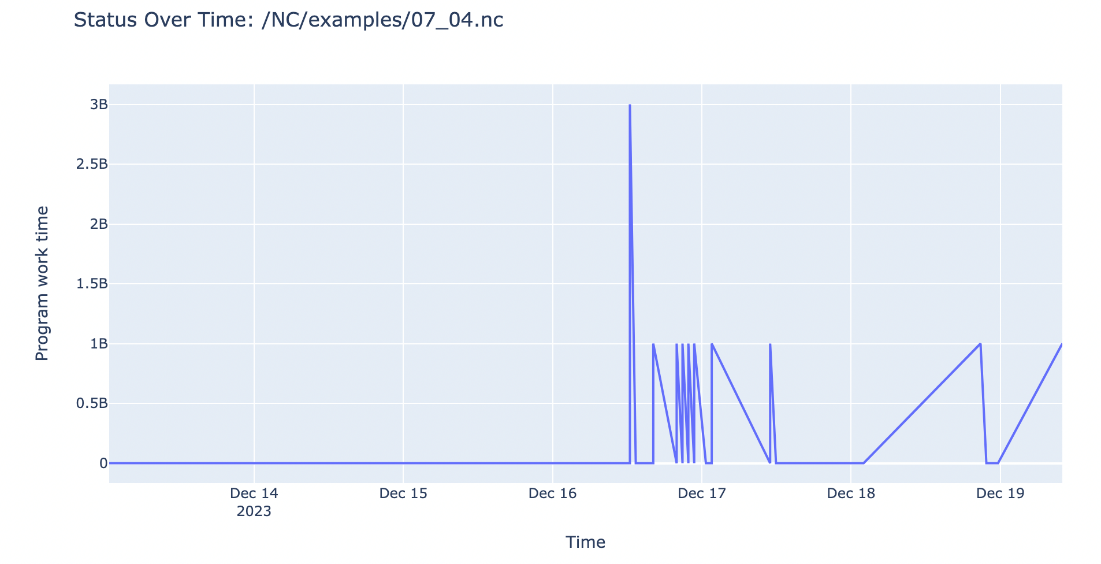 Status Over Time: /NC/examples/07_04.nc
3B
2.5B
2B
1.5B
1B
0.5B
0
Program work time
Dec 14
2023
Dec 15
Dec 16
Dec 17
Dec 18
Dec 19
Time